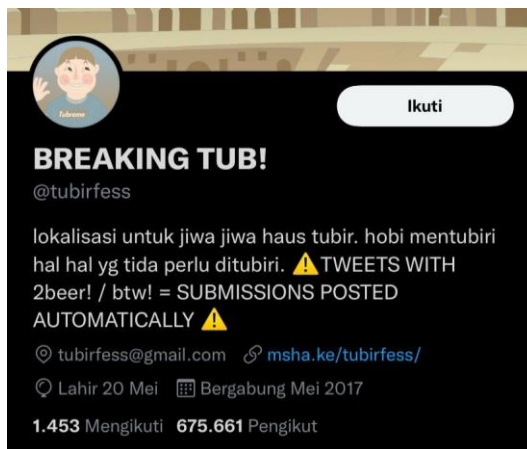 Tubrome
Ikuti
BREAKING TUB!
@tubirfess
lokalisasi untuk jiwa jiwa haus tubir. hobi mentubiri
hal hal yg tida perlu ditubiri. ⚠️TWEETS WITH
2beer! / btw! = SUBMISSIONS POSTED
AUTOMATICALLY ⚠️
tubirfess@gmail.com msha.ke/tubirfess/
Lahir 20 Mei Bergabung Mei 2017
1.453 Mengikuti 675.661 Pengikut